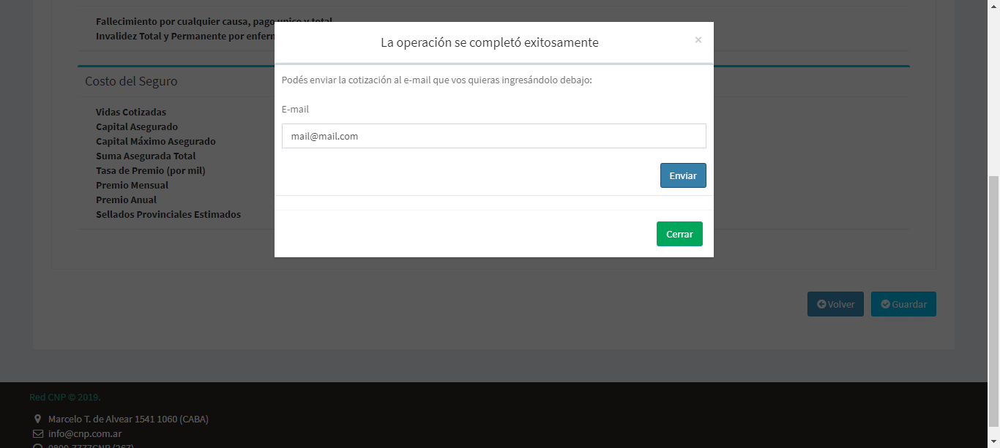 Fallecimiento por cualquier causa, pago unico y total
Invalidez Total y Permanente por
La operación se completó exitosamente
×
Podés enviar la cotización al e-mail que vos quieras ingresándolo debajo:
E-mail
mail@mail.com
Enviar
Cerrar
Costo del Seguro
Vidas Cotizadas
Capital Asegurado
Capital Máximo Asegurado
Suma Asegurada Total
Tasa de Premio (por mil)
Premio Mensual
Premio Anual
Sellados Provinciales Estimados
Volver
Guardar
Red CNP © 2019.
Marcelo T. de Alvear 1541 1060 (CABA)
info@cnp.com.ar
0800-7777CNP (267)